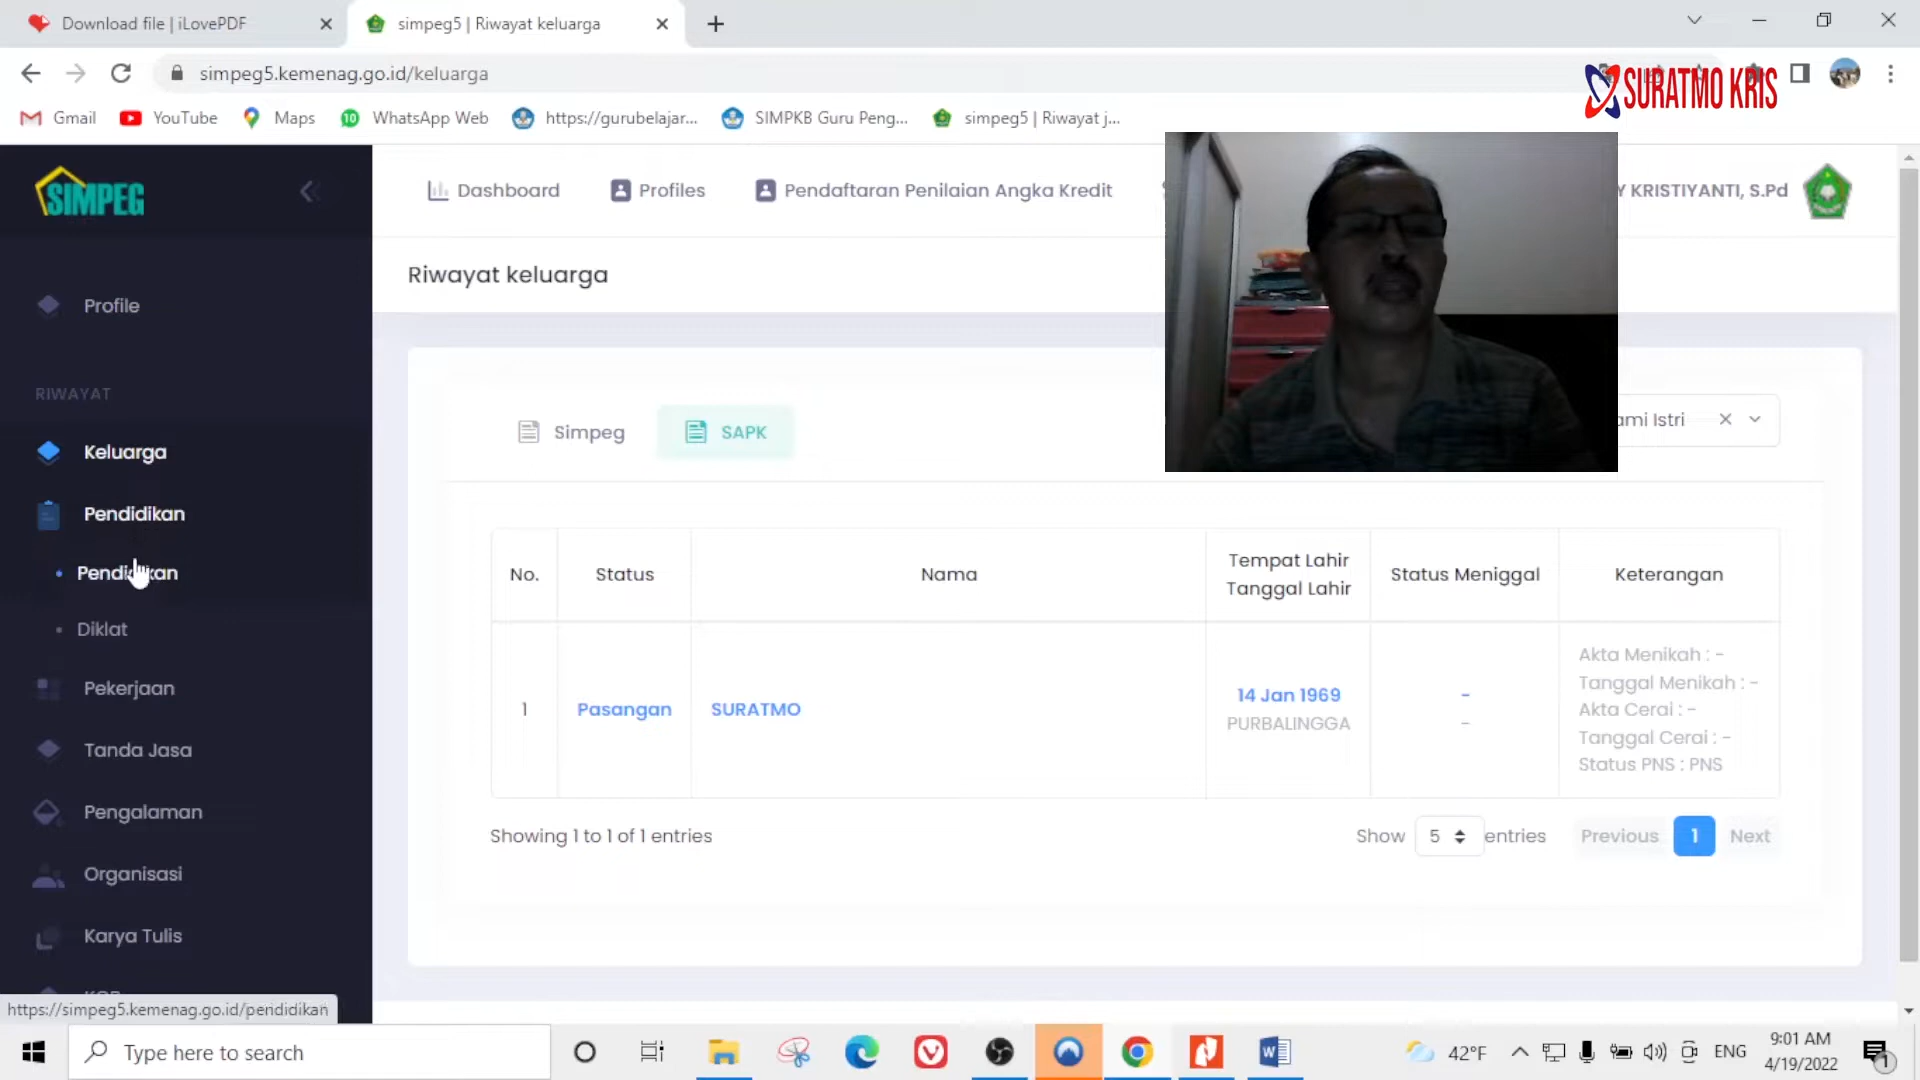 Download file | iLovePDF
simpeg5 | Riwayat keluarga
simpeg5.kemenag.go.id/keluarga
SURATMO KRIS
Gmail
YouTube
Maps
WhatsApp Web
https://gurubelajar...
SIMPKB Guru Peng...
simpeg5 | Riwayat j...
SIMPEG
Dashboard
Profiles
Pendaftaran Penilaian Angka Kredit
Y KRISTIYANTI, S.Pd
Riwayat keluarga
Profile
RIWAYAT
Keluarga
Pendidikan
Pendidikan
Diklat
Pekerjaan
Tanda Jasa
Pengalaman
Organisasi
Karya Tulis
Simpeg
SAPK
ami Istri
No.
Status
Nama
Tempat Lahir
Tanggal Lahir
Status Meniggal
Keterangan
1
Pasangan
SURATMO
14 Jan 1969
PURBALINGGA
-
-
Akta Menikah : -
Tanggal Menikah : -
Akta Cerai : -
Tanggal Cerai : -
Status PNS : PNS
Showing 1 to 1 of 1 entries
Show 5 entries
Previous 1 Next
https://simpeg5.kemenag.go.id/pendidikan
Type here to search
42°F
ENG
9:01 AM
4/19/2022
1